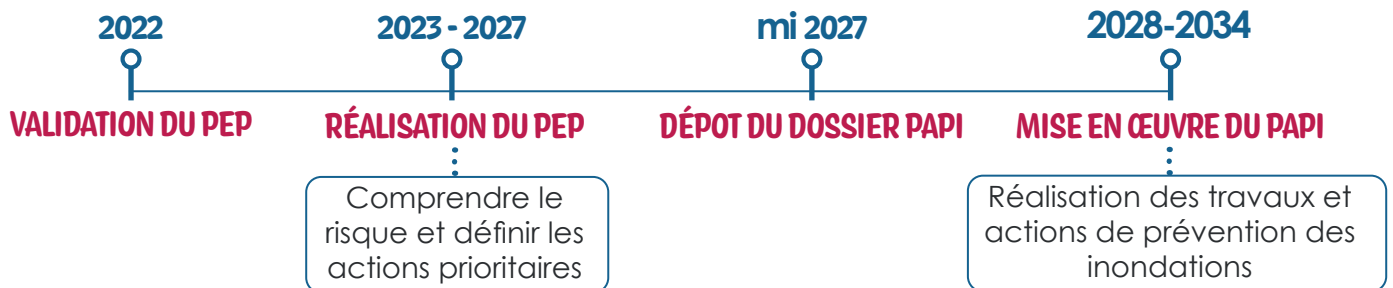 2022
2023 - 2027
mi 2027
2028-2034
VALIDATION DU PEP
RÉALISATION DU PEP
DÉPOT DU DOSSIER PAPI
MISE EN ŒUVRE DU PAPI
Comprendre le
risque et définir les
actions prioritaires
Réalisation des travaux et
actions de prévention des
inondations